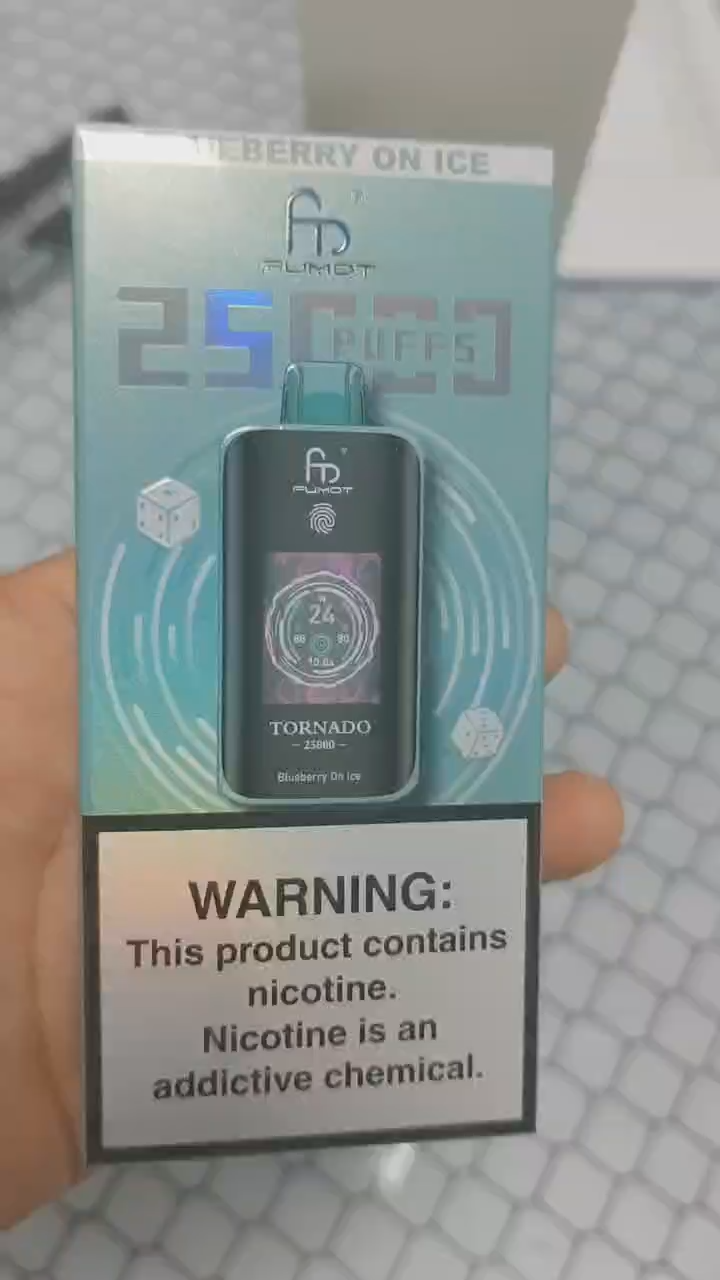 BLUEBERRY ON ICE
FUMOT
25000 PUFFS
FUMOT
24
TORNADO
— 25000 —
Blueberry On Ice
WARNING:
This product contains
nicotine.
Nicotine is an
addictive chemical.